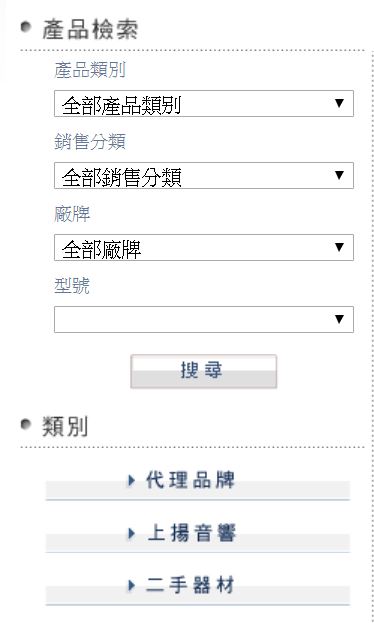 產品檢索
產品類別
全部產品類別
銷售分類
全部銷售分類
廠牌
全部廠牌
型號
搜尋
類別
代理品牌
上揚音響
二手器材